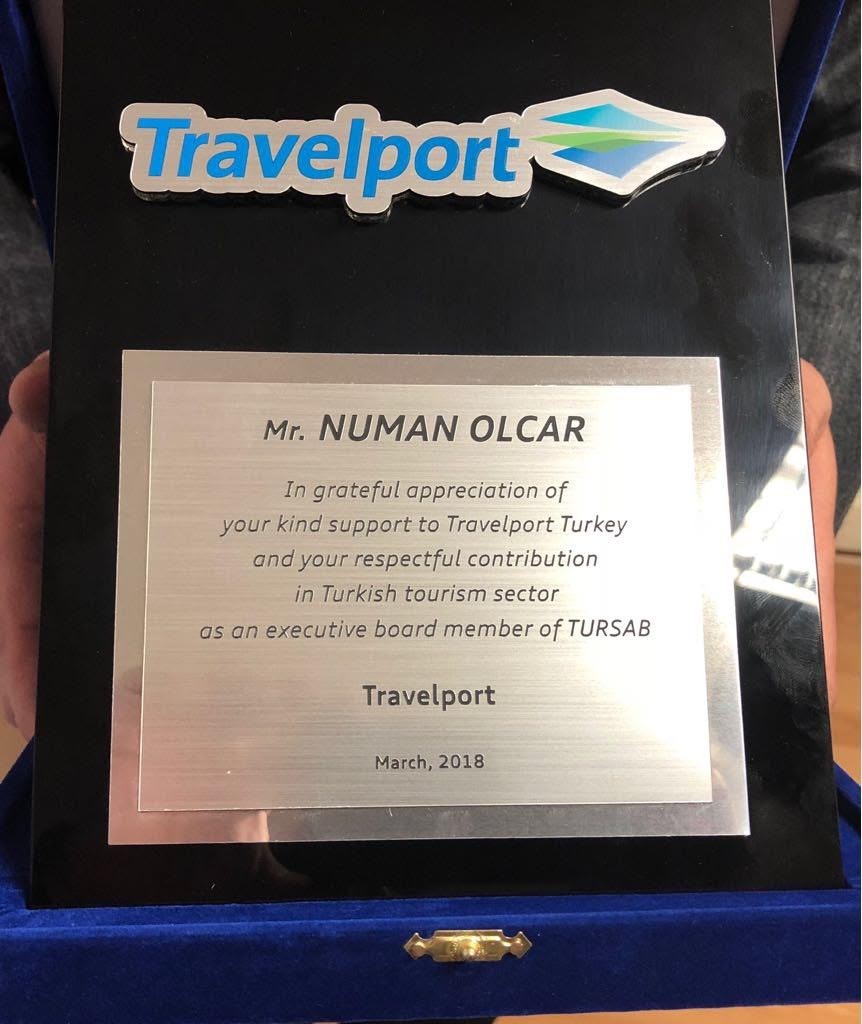 Travelport
Mr. NUMAN OLCAR
In grateful appreciation of
your kind support to Travelport Turkey
and your respectful contribution
in Turkish tourism sector
as an executive board member of TURSAB
Travelport
March, 2018